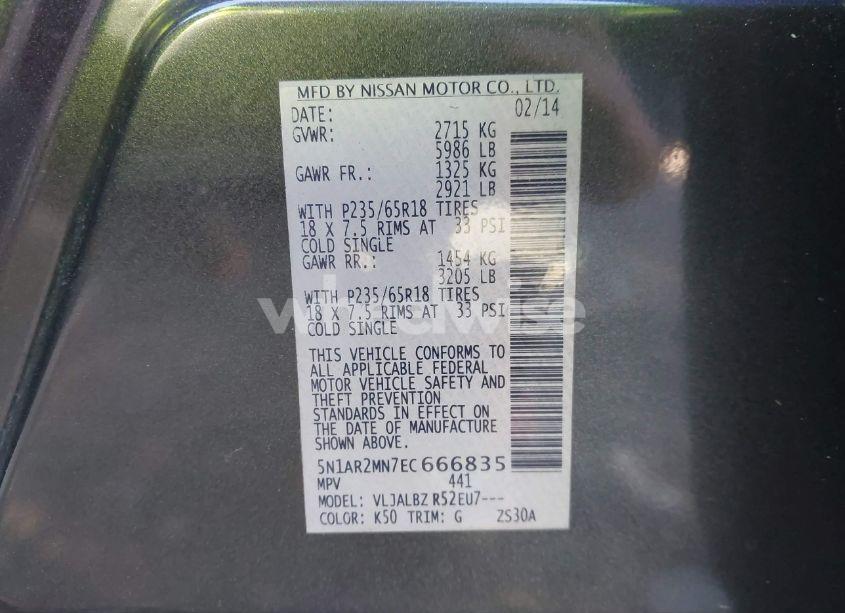 MFD BY NISSAN MOTOR CO., LTD.
DATE: 02/14
GVWR: 2715 KG
5986 LB
GAWR FR.: 1325 KG
2921 LB
WITH P235/65R18 TIRES
18 X 7.5 RIMS AT 33 PSI
COLD SINGLE
GAWR RR.: 1454 KG
3205 LB
WITH P235/65R18 TIRES
18 X 7.5 RIMS AT 33 PSI
COLD SINGLE
wheelwise
THIS VEHICLE CONFORMS TO
ALL APPLICABLE FEDERAL
MOTOR VEHICLE SAFETY AND
THEFT PREVENTION
STANDARDS IN EFFECT ON
THE DATE OF MANUFACTURE
SHOWN ABOVE.
5N1AR2MN7EC666835
MPV 441
MODEL: VLJALBZ R52EU7---
COLOR: K50 TRIM: G ZS30A